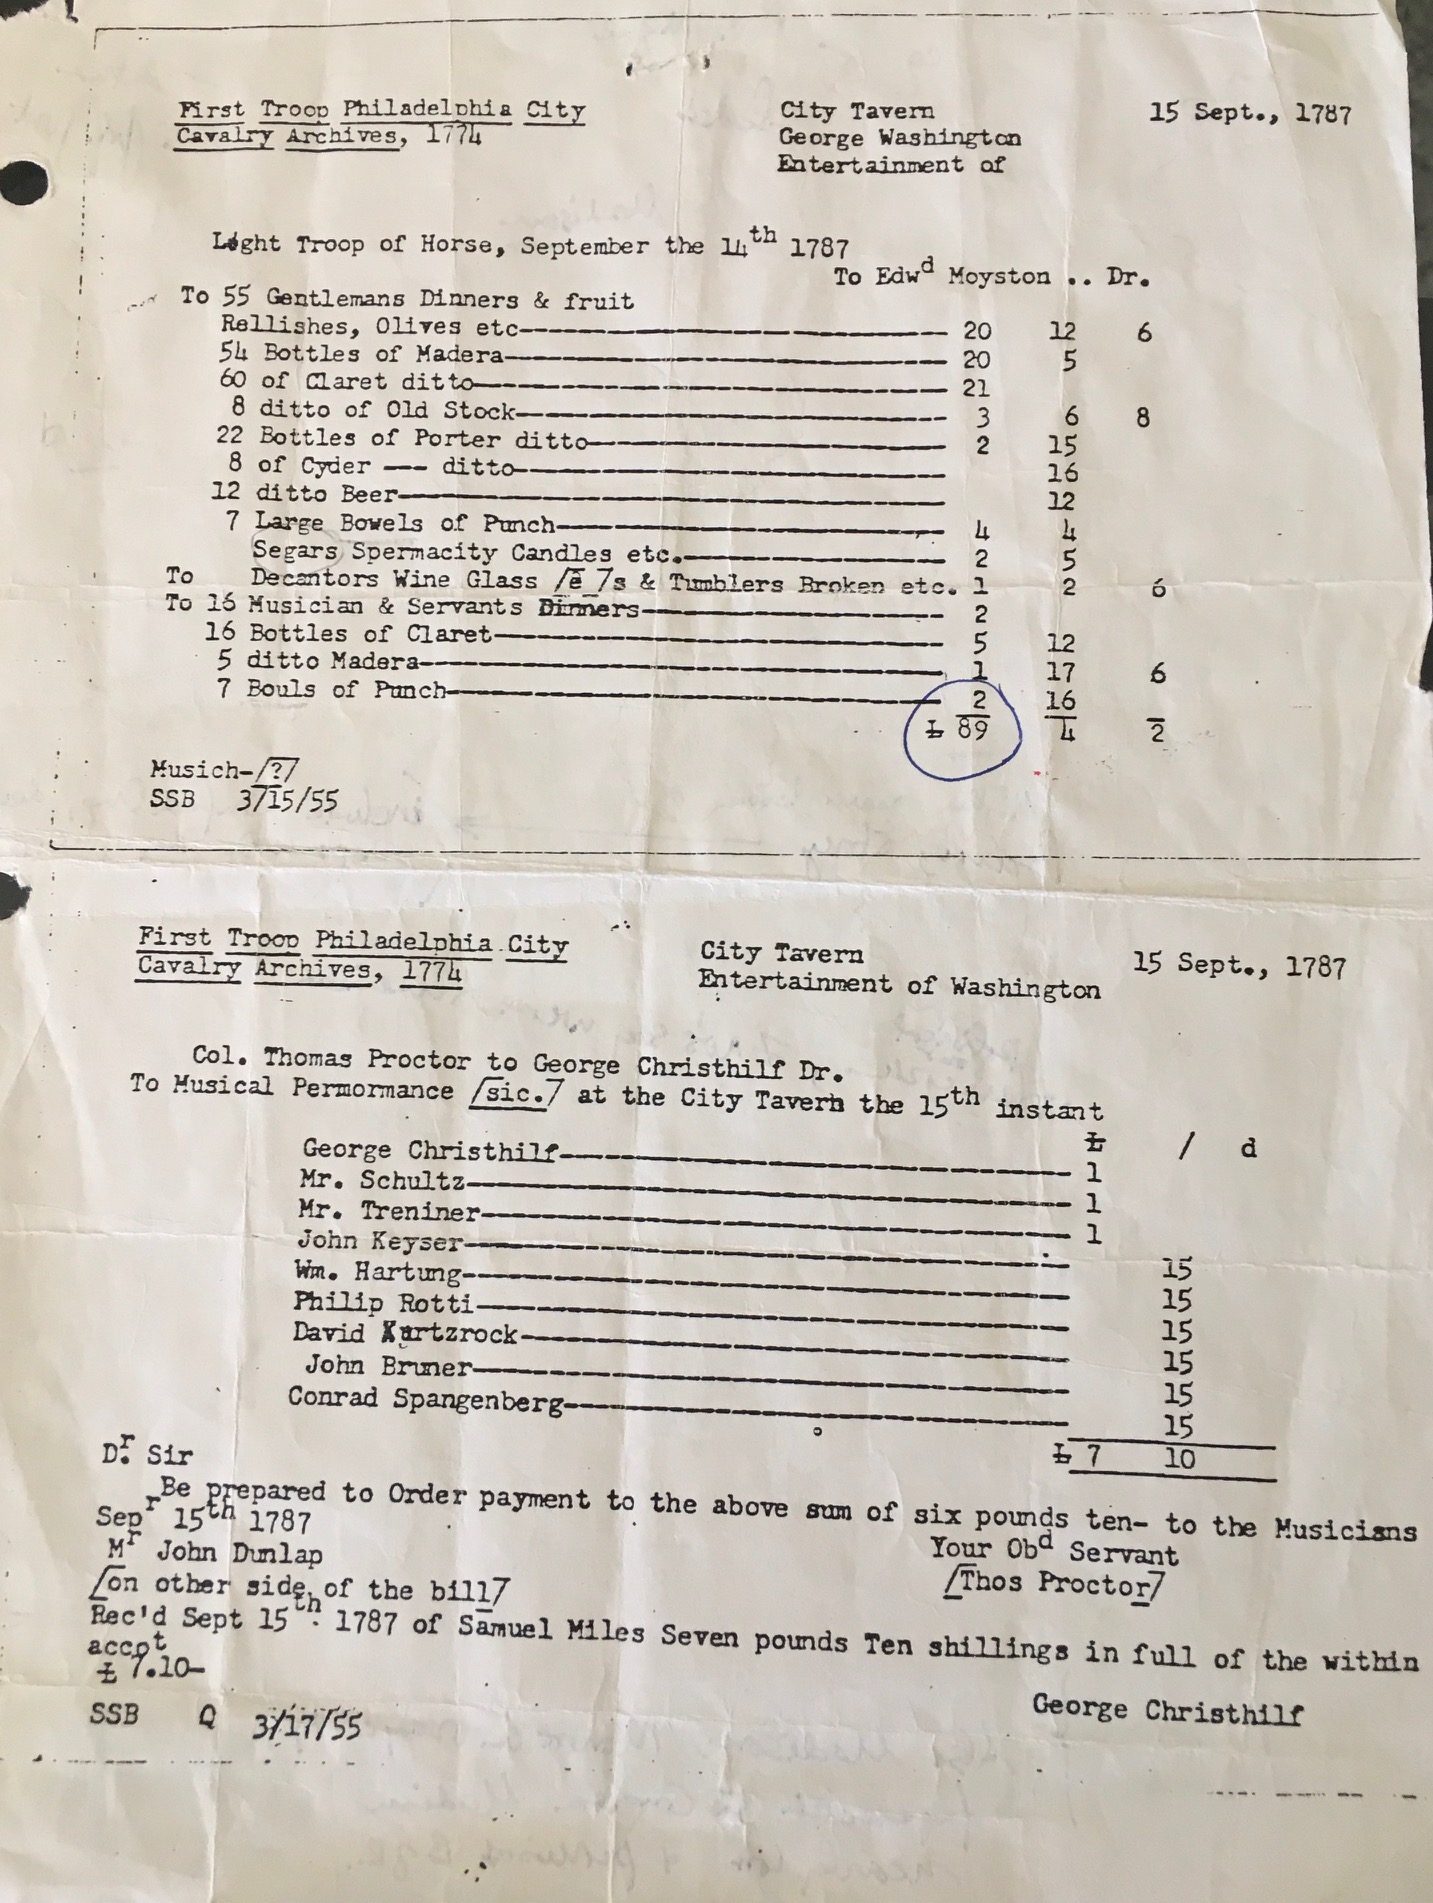 First Troop Philadelphia City City Tavern 15 Sept., 1787
Cavalry Archives, 1774 George Washington
Entertainment of
Light Troop of Horse, September the 14th 1787
To Edwd Moyston .. Dr.
To 55 Gentlemans Dinners & fruit
Rellishes, Olives etc 20 12 6
54 Bottles of Madera 20 5
60 of Claret ditto 21
8 ditto of Old Stock 3 6 8
22 Bottles of Porter ditto 2 15
8 of Cyder --- ditto 16
12 ditto Beer 12
7 Large Bowels of Punch 4 4
Segars Spermacity Candles etc. 2 5
To Decantors Wine Glass /e 7s & Tumblers Broken etc. 1 2 6
To 16 Musician & Servants Dinners 2
16 Bottles of Claret 5 12
5 ditto Madera 1 17 6
7 Bouls of Punch 2 16
£ 89 4 2
Musich-/?7
SSB 3/15/55
First Troop Philadelphia City City Tavern 15 Sept., 1787
Cavalry Archives, 1774 Entertainment of Washington
Col. Thomas Proctor to George Christhilf Dr.
To Musical Permormance /sic.7 at the City Tavern the 15th instant
£ / d
George Christhilf 1
Mr. Schultz 1
Mr. Treniner 1
John Keyser 15
Wm. Hartung 15
Philip Rotti 15
David Kurtzrock 15
John Bruner 15
Conrad Spangenberg 15
£ 7 10
Dr. Sir
Be prepared to Order payment to the above sum of six pounds ten- to the Musicians
Sepr 15th 1787 Your Obd Servant
Mr John Dunlap /Thos Proctor7
/on other side of the bill7
Rec'd Sept 15th. 1787 of Samuel Miles Seven pounds Ten shillings in full of the within
accpt
£ 7.10-
George Christhilf
SSB Q 3/17/55